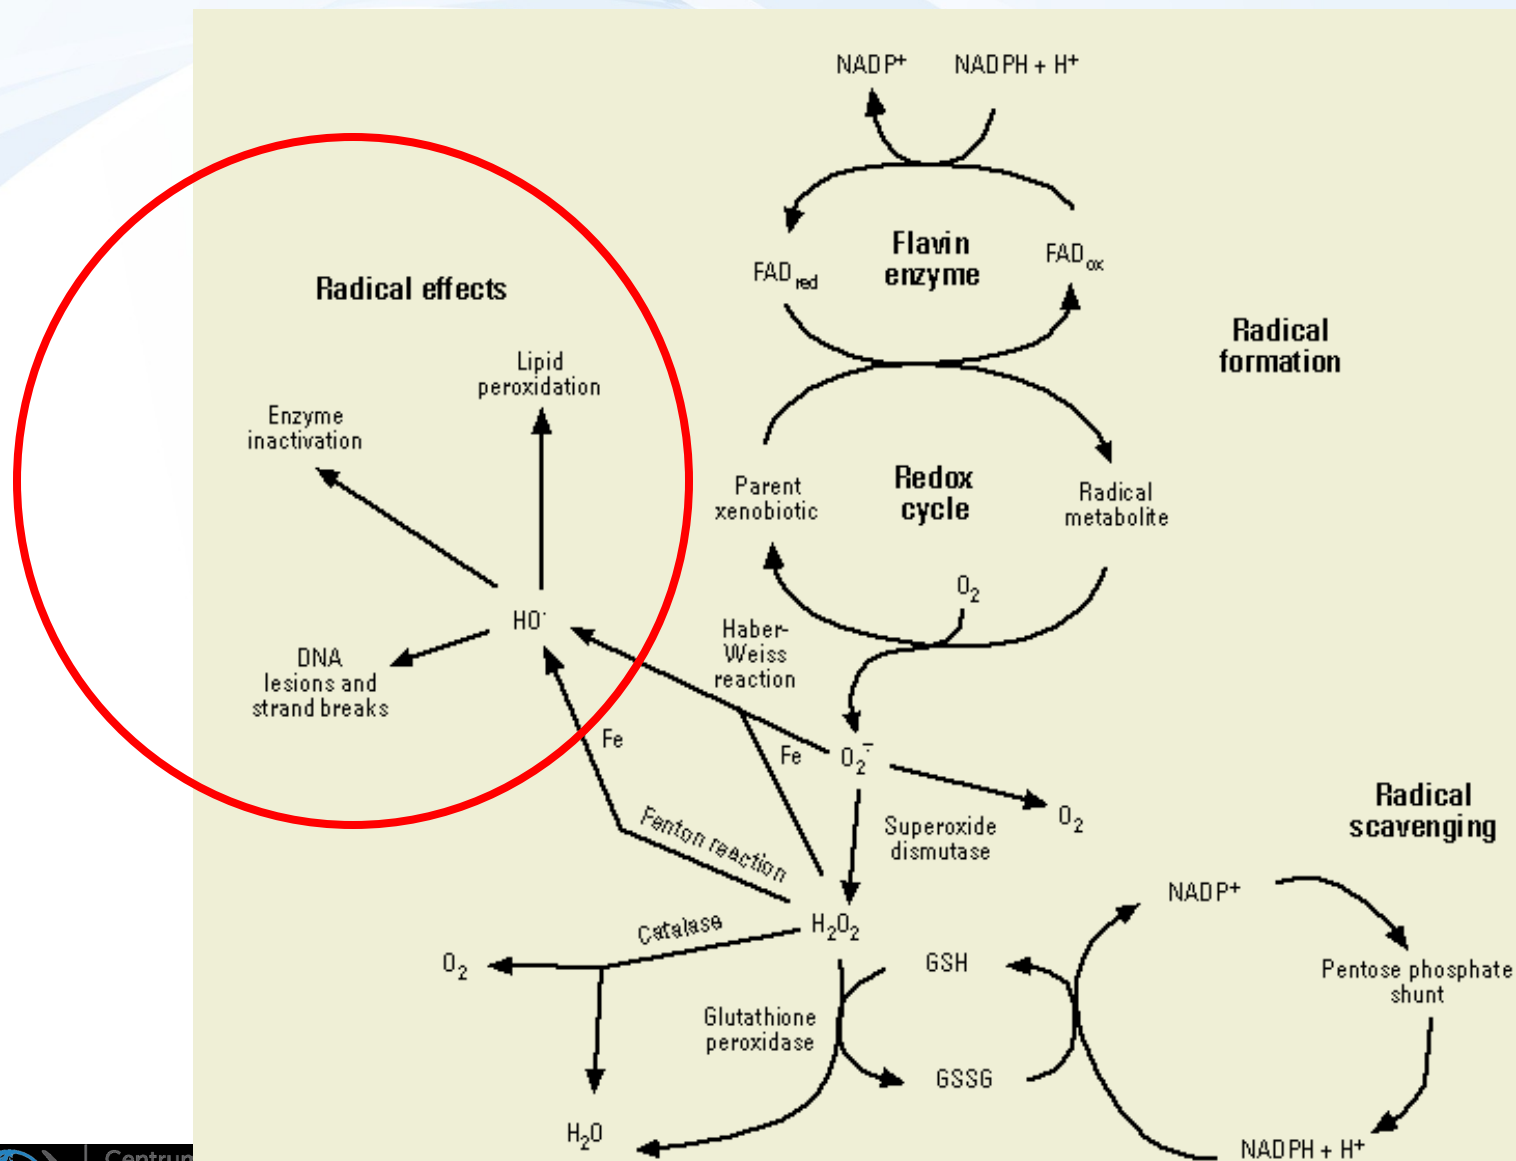 NADP⁺ NADPH + H⁺
Flavin
enzyme
FAD_red
FAD_ox
Radical effects
Radical
formation
Lipid
peroxidation
Enzyme
inactivation
Parent
xenobiotic
Redox
cycle
Radical
metabolite
O₂
HO·
Haber-
Weiss
reaction
DNA
lesions and
strand breaks
Fe
Fe
O₂⁻·
O₂
Superoxide
dismutase
Radical
scavenging
Fenton reaction
NADP⁺
Catalase
H₂O₂
O₂
GSH
Pentose phosphate
shunt
Glutathione
peroxidase
GSSG
H₂O
NADPH + H⁺